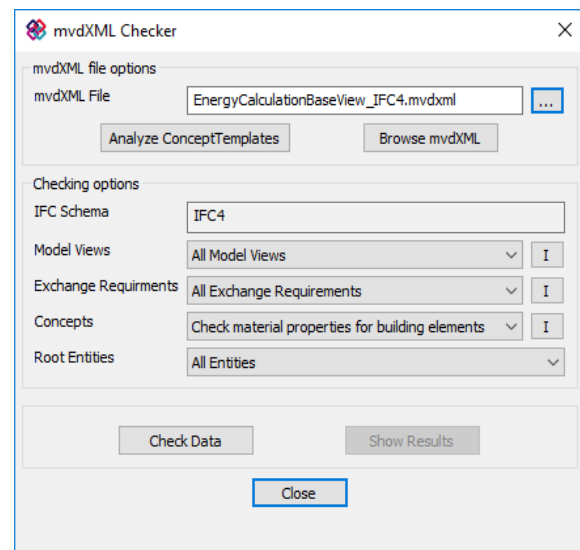 mvdXML Checker
mvdXML file options
mvdXML File EnergyCalculationBaseView_IFC4.mvdxml ...
Analyze ConceptTemplates Browse mvdXML
Checking options
IFC Schema IFC4
Model Views All Model Views I
Exchange Requirments All Exchange Requirements I
Concepts Check material properties for building elements I
Root Entities All Entities
Check Data Show Results
Close